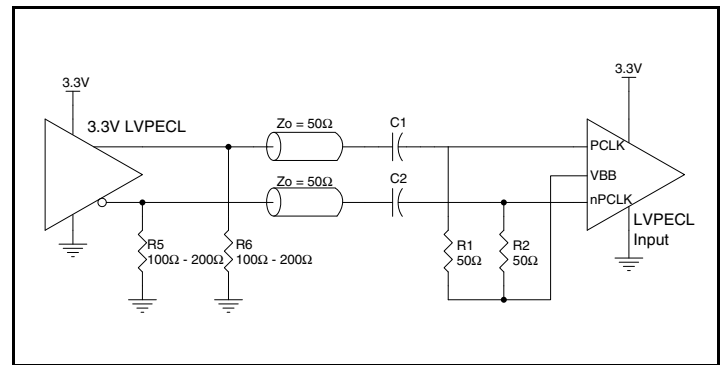 3.3V
3.3V LVPECL
Zo = 50Ω
C1
Zo = 50Ω
C2
3.3V
PCLK
VBB
nPCLK
LVPECL
Input
R5
100Ω - 200Ω
R6
100Ω - 200Ω
R1
50Ω
R2
50Ω